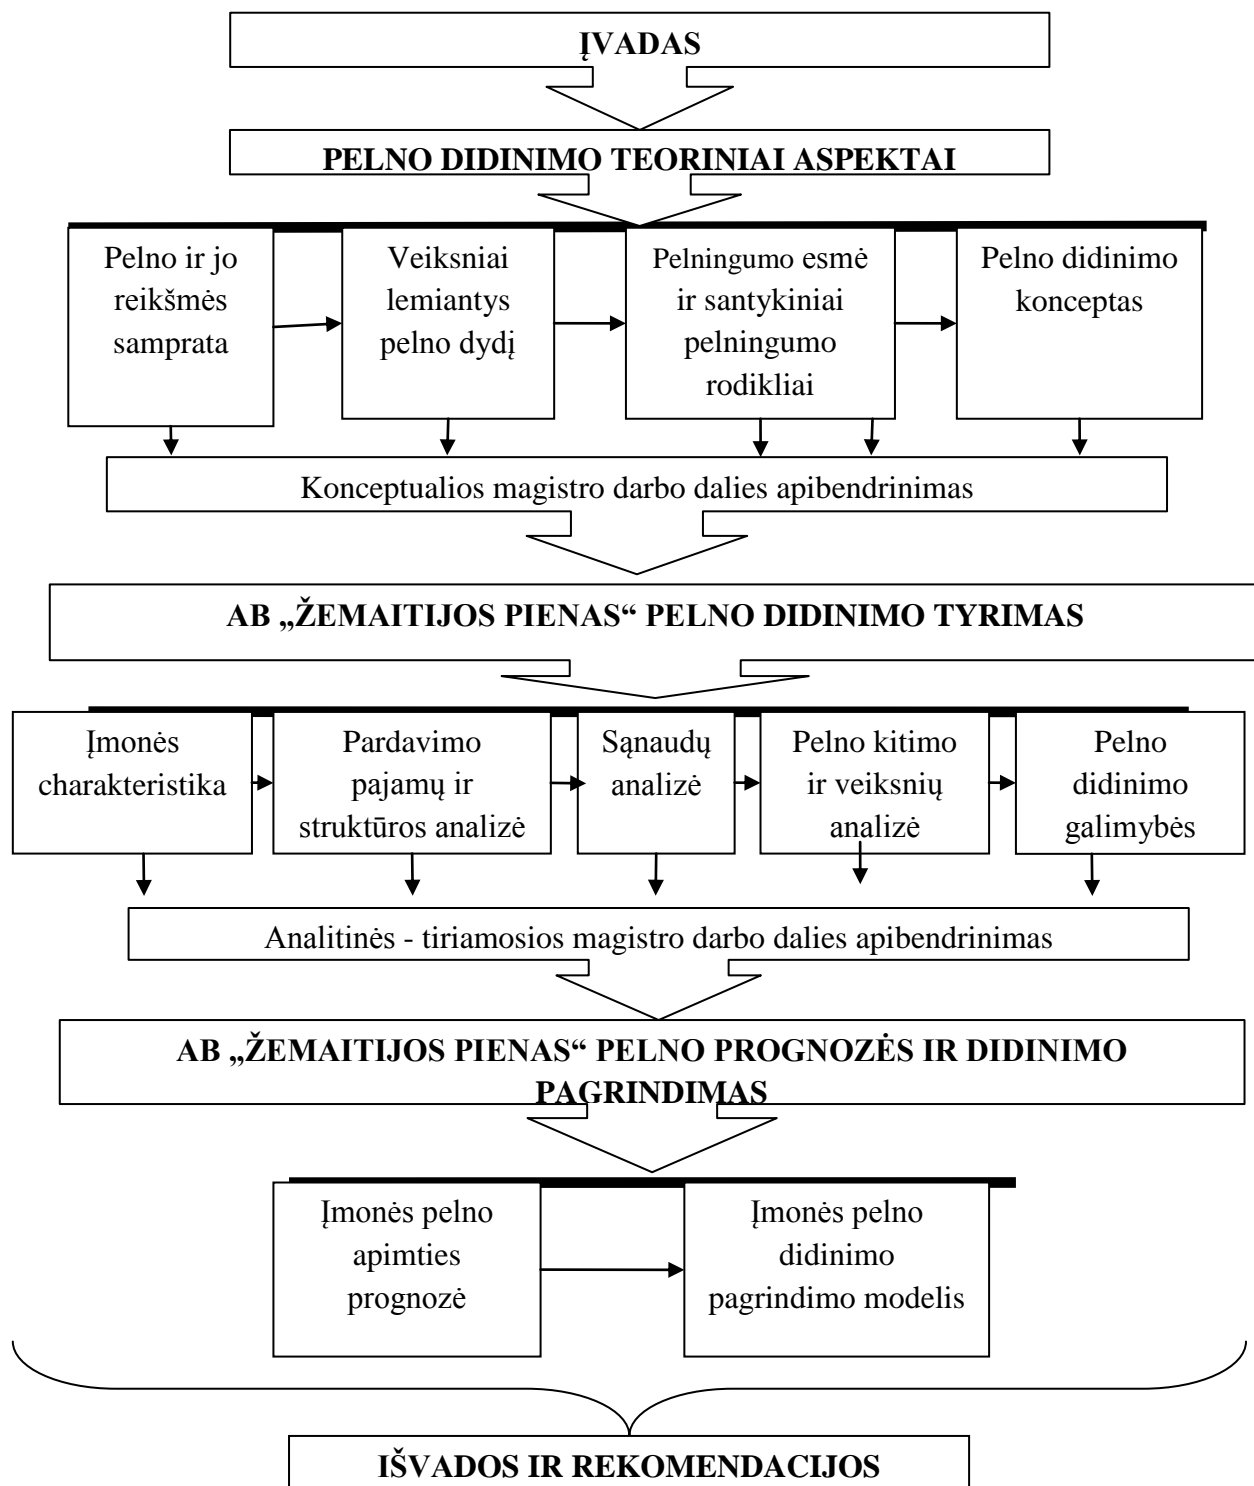 ĮVADAS
PELNO DIDINIMO TEORINIAI ASPEKTAI
Pelno ir jo
reikšmės
samprata
Veiksniai
lemiantys
pelno dydį
Pelningumo esmė
ir santykiniai
pelningumo
rodikliai
Pelno didinimo
konceptas
Konceptualios magistro darbo dalies apibendrinimas
AB „ŽEMAITIJOS PIENAS“ PELNO DIDINIMO TYRIMAS
Įmonės
charakteristika
Pardavimo
pajamų ir
struktūros analizė
Sąnaudų
analizė
Pelno kitimo
ir veiksnių
analizė
Pelno
didinimo
galimybės
Analitinės - tiriamosios magistro darbo dalies apibendrinimas
AB „ŽEMAITIJOS PIENAS“ PELNO PROGNOZĖS IR DIDINIMO
PAGRINDIMAS
Įmonės pelno
apimties
prognozė
Įmonės pelno
didinimo
pagrindimo modelis
IŠVADOS IR REKOMENDACIJOS